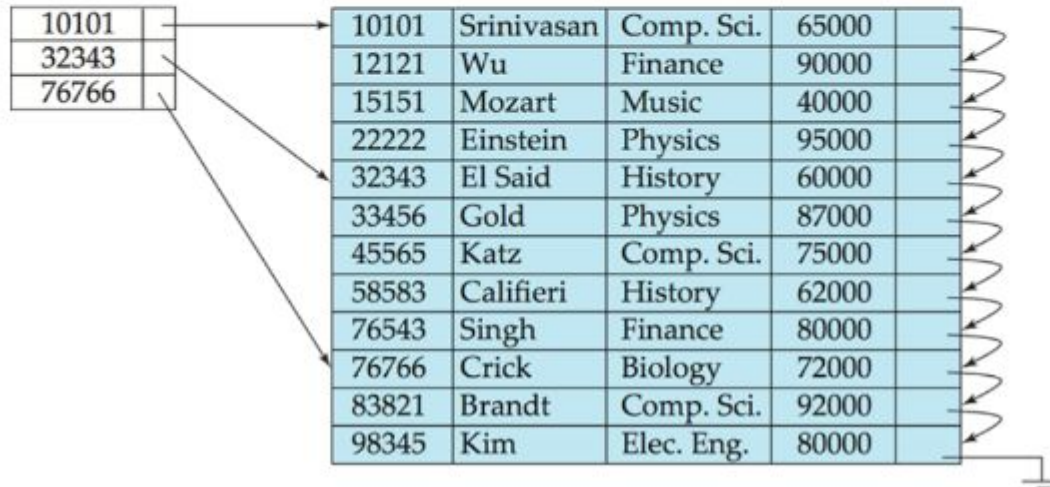 10101
32343
76766
10101 Srinivasan Comp. Sci. 65000
12121 Wu Finance 90000
15151 Mozart Music 40000
22222 Einstein Physics 95000
32343 El Said History 60000
33456 Gold Physics 87000
45565 Katz Comp. Sci. 75000
58583 Califieri History 62000
76543 Singh Finance 80000
76766 Crick Biology 72000
83821 Brandt Comp. Sci. 92000
98345 Kim Elec. Eng. 80000